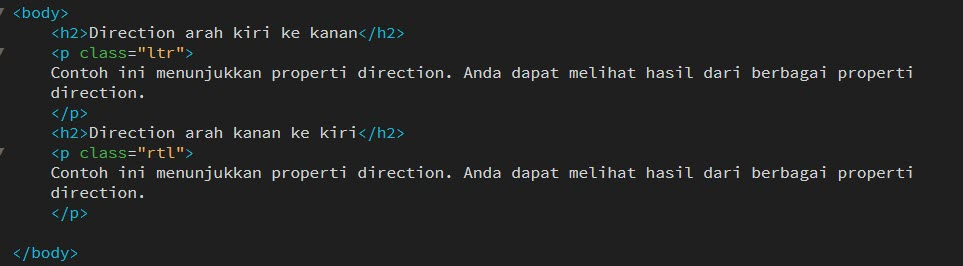 <body>
<h2>Direction arah kiri ke kanan</h2>
<p class="ltr">
Contoh ini menunjukkan properti direction. Anda dapat melihat hasil dari berbagai properti
direction.
</p>
<h2>Direction arah kanan ke kiri</h2>
<p class="rtl">
Contoh ini menunjukkan properti direction. Anda dapat melihat hasil dari berbagai properti
direction.
</p>
</body>